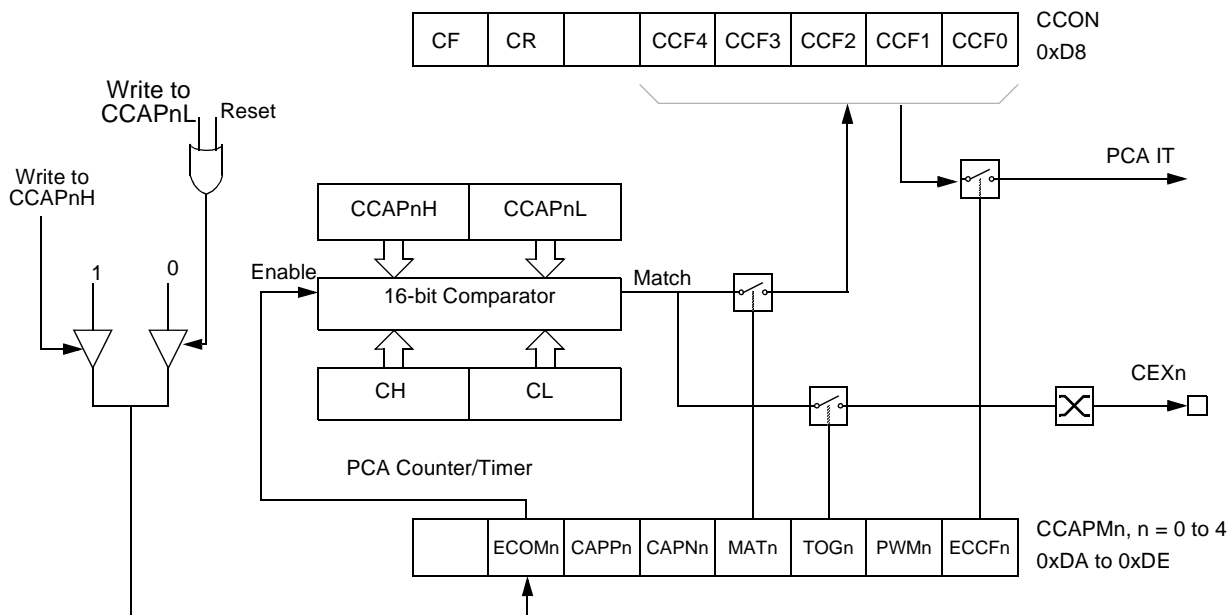 CF CR CCF4 CCF3 CCF2 CCF1 CCF0
CCON
0xD8
Write to
CCAPnL
Reset
Write to
CCAPnH
1
0
PCA IT
CCAPnH CCAPnL
Enable
16-bit Comparator
Match
CH CL
CEXn
PCA Counter/Timer
ECOMn CAPPn CAPNn MATn TOGn PWMn ECCFn
CCAPMn, n = 0 to 4
0xDA to 0xDE